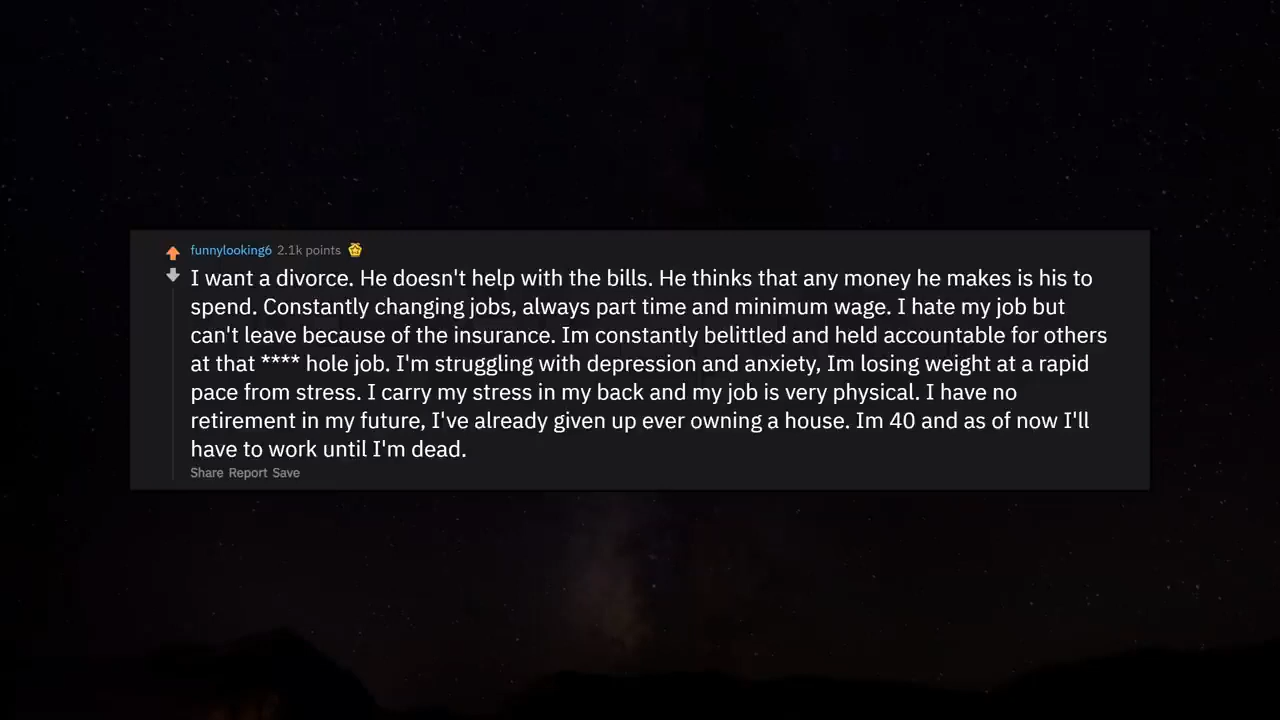 funnylooking6 2.1k points
I want a divorce. He doesn't help with the bills. He thinks that any money he makes is his to
spend. Constantly changing jobs, always part time and minimum wage. I hate my job but
can't leave because of the insurance. Im constantly belittled and held accountable for others
at that **** hole job. I'm struggling with depression and anxiety, Im losing weight at a rapid
pace from stress. I carry my stress in my back and my job is very physical. I have no
retirement in my future, I've already given up ever owning a house. Im 40 and as of now I'll
have to work until I'm dead.
Share Report Save